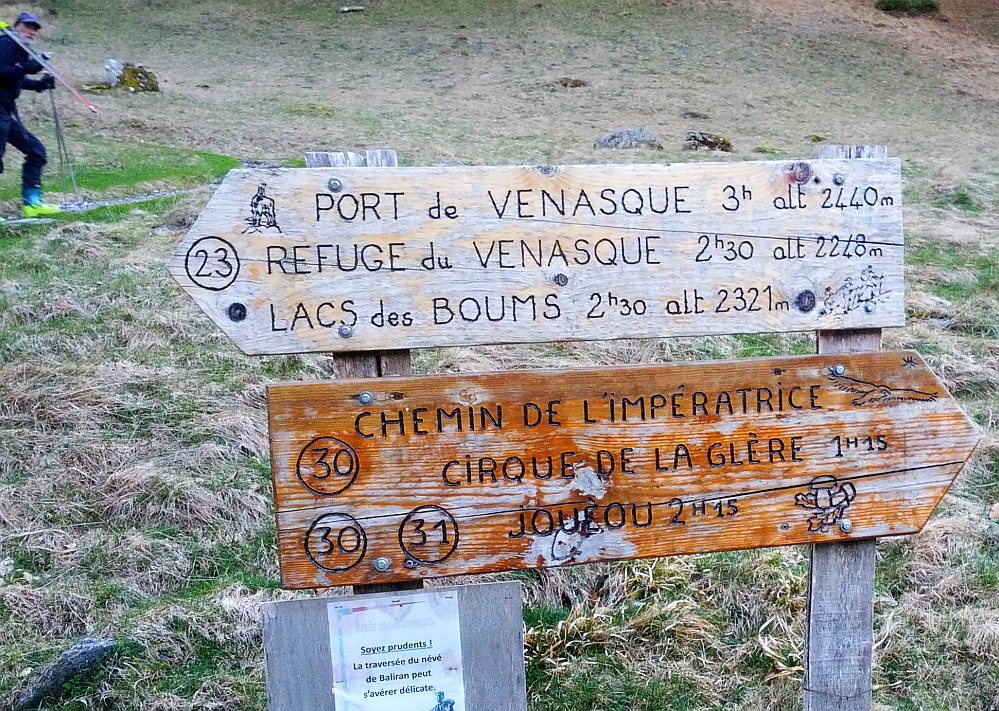 PORT de VENASQUE 3h alt 2440m
23 REFUGE du VENASQUE 2h30 alt 2248m
LACS des BOUMS 2h30 alt 2321m
CHEMIN DE L'IMPÉRATRICE
30 CIRQUE DE LA GLÈRE 1H15
30 31 JOUÉOU 2H15
Soyez prudents !
La traversée du névé
de Baliran peut
s'avérer délicate.